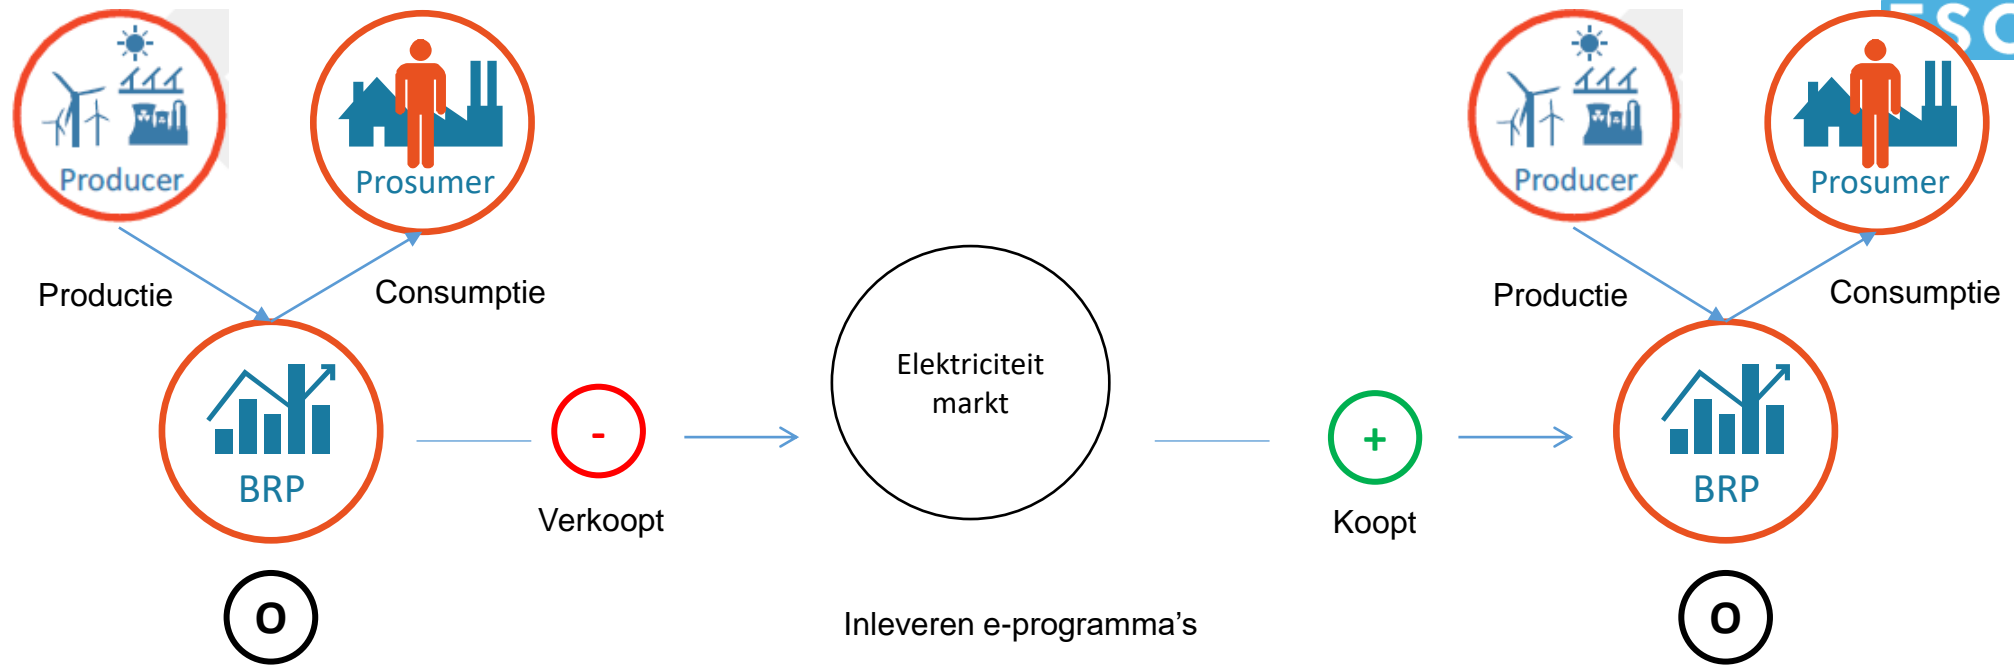 Producer
Prosumer
Productie
Consumptie
BRP
-
Verkoopt
O
Elektriciteit
markt
Inleveren e-programma's
+
Koopt
Producer
Prosumer
Productie
Consumptie
BRP
O